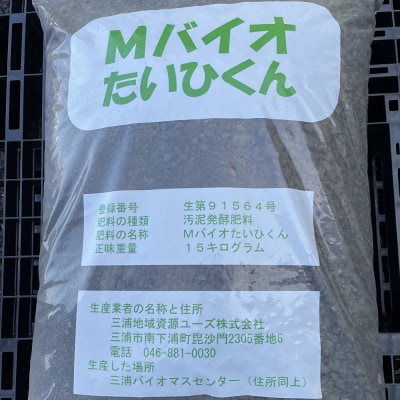 Mバイオ
たいひくん
登録番号 生第91564号
肥料の種類 汚泥発酵肥料
肥料の名称 Mバイオたいひくん
正味重量 15キログラム
生産業者の名称と住所
三浦地域資源ユーズ株式会社
三浦市南下浦町毘沙門2305番地6
電話 046-881-0030
生産した場所
三浦バイオマスセンター（住所同上）